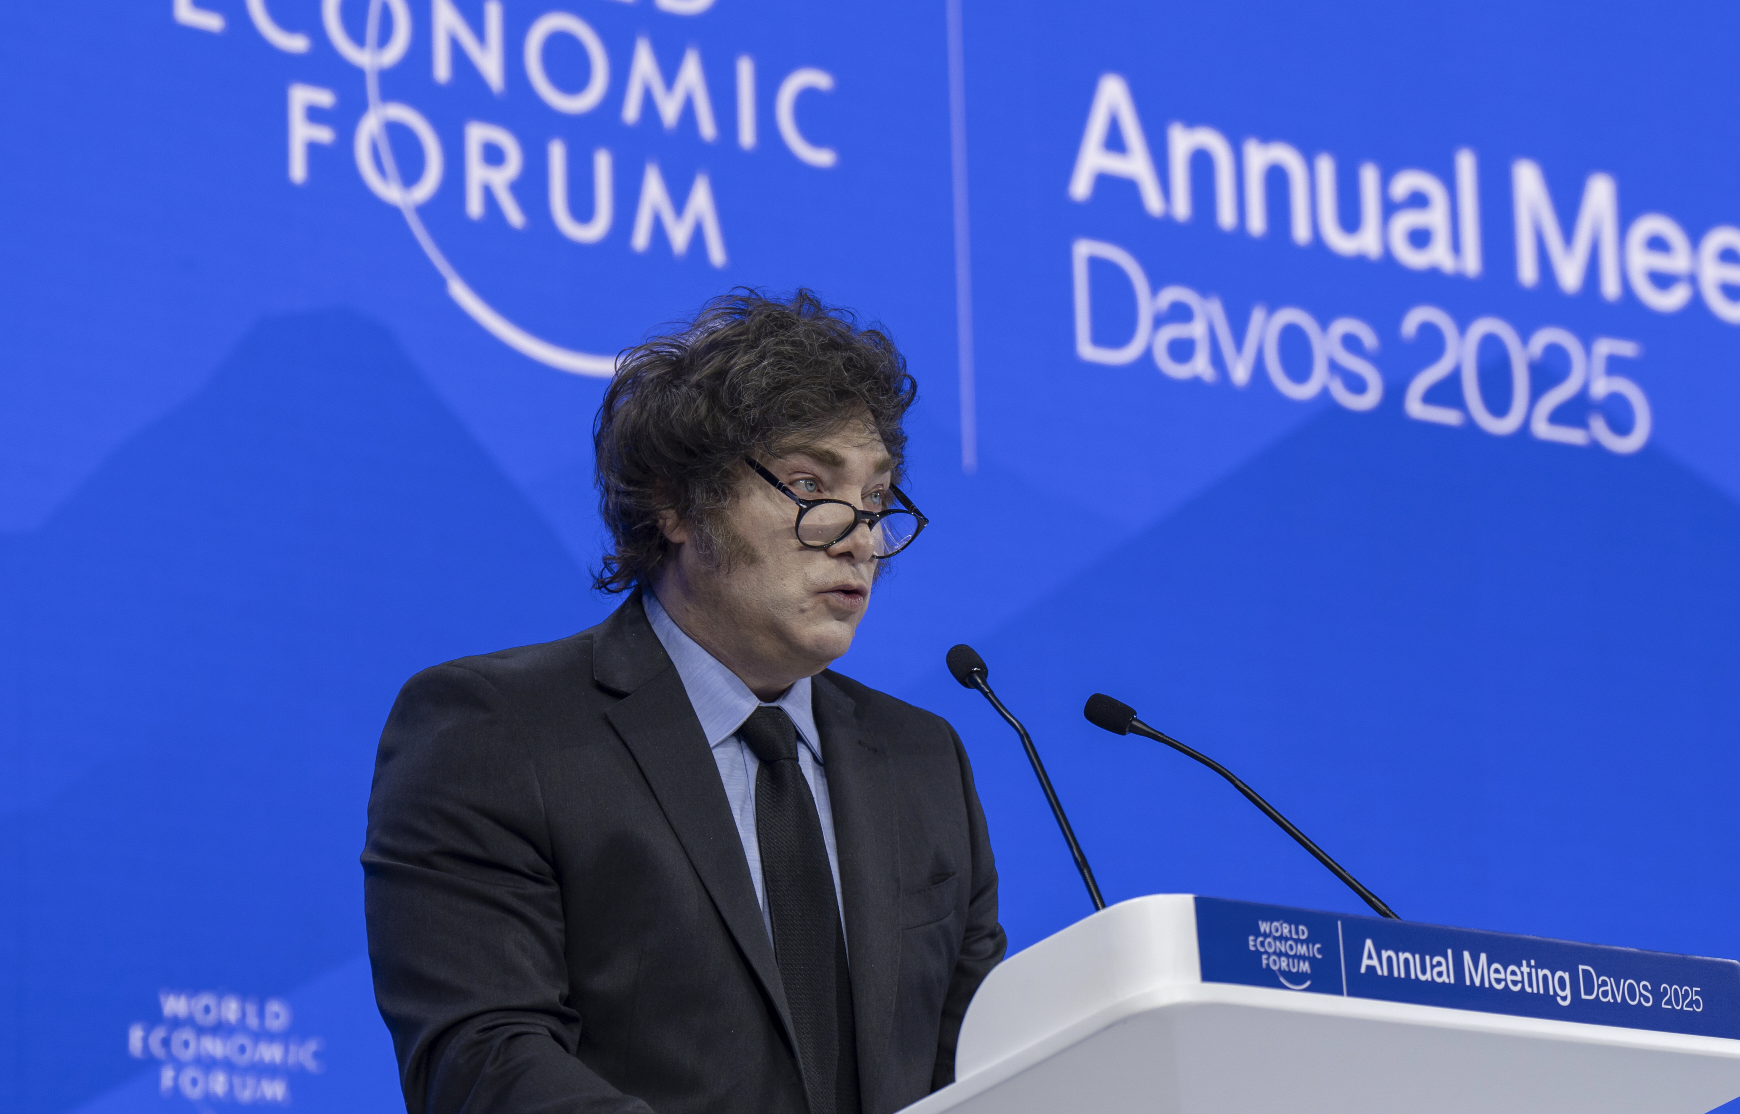 ECONOMIC
FORUM
Annual Mee
Davos 2025
WORLD
ECONOMIC
FORUM
Annual Meeting Davos 2025
WORLD
ECONOMIC
FORUM